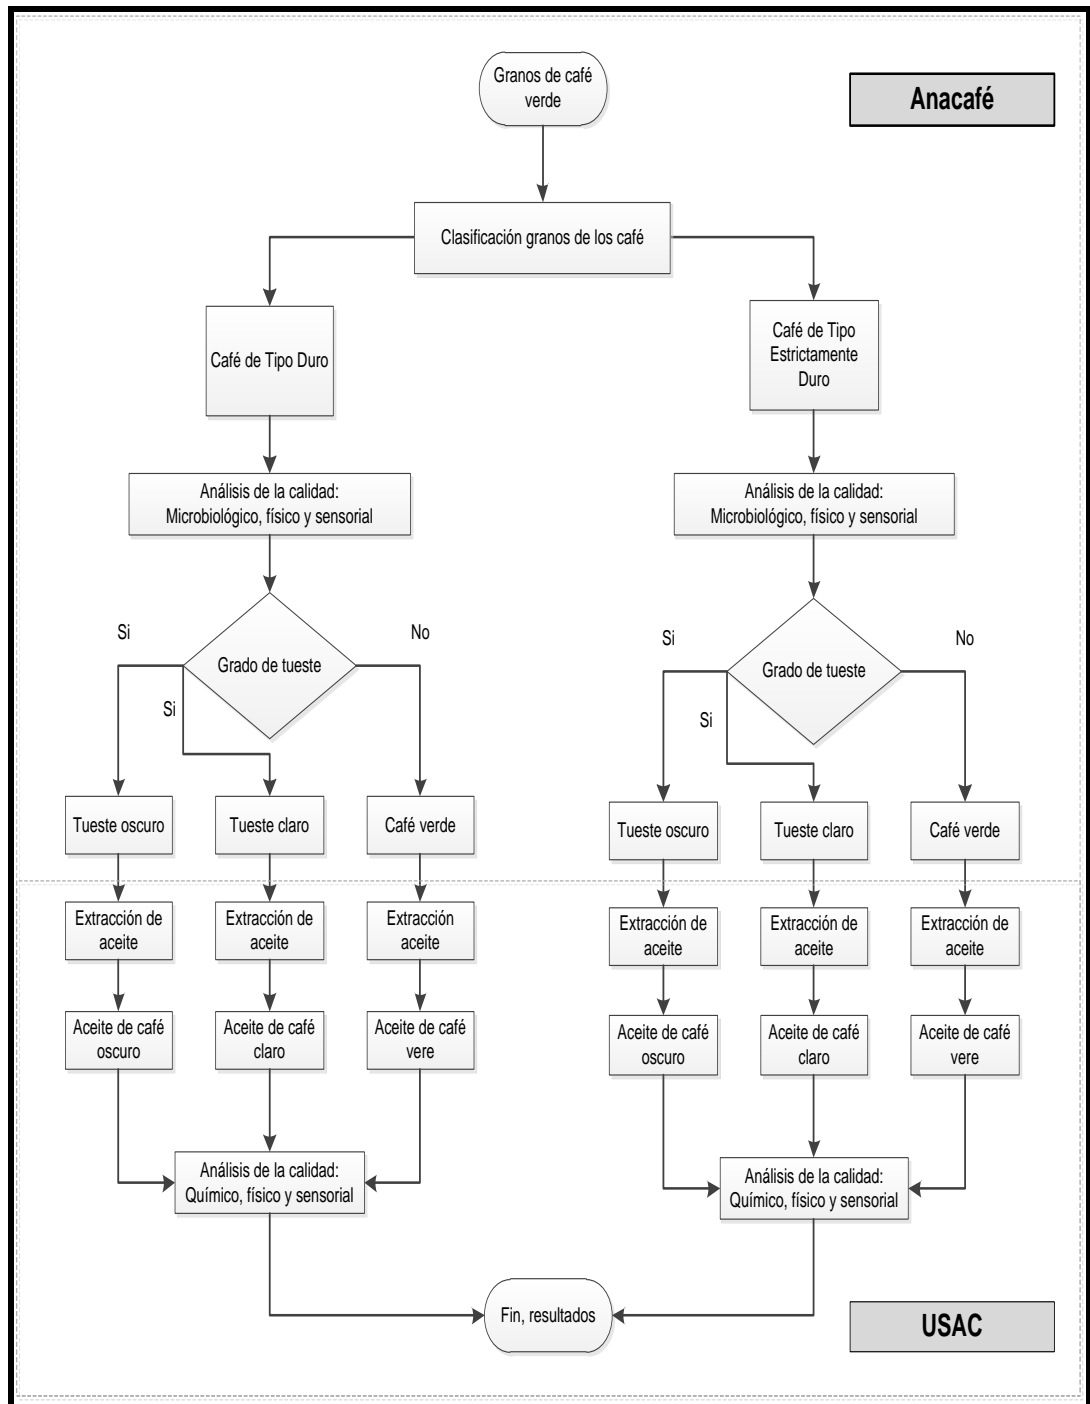 Granos de café
verde
Anacafé
Clasificación granos de los café
Café de Tipo Duro
Café de Tipo
Estrictamente
Duro
Análisis de la calidad:
Microbiológico, físico y sensorial
Análisis de la calidad:
Microbiológico, físico y sensorial
Si
No
Grado de tueste
Si
Si
No
Grado de tueste
Si
Tueste oscuro
Tueste claro
Café verde
Tueste oscuro
Tueste claro
Café verde
Extracción de
aceite
Extracción de
aceite
Extracción
aceite
Extracción de
aceite
Extracción de
aceite
Extracción de
aceite
Aceite de café
oscuro
Aceite de café
claro
Aceite de café
vere
Aceite de café
oscuro
Aceite de café
claro
Aceite de café
vere
Análisis de la calidad:
Químico, físico y sensorial
Análisis de la calidad:
Químico, físico y sensorial
Fin, resultados
USAC